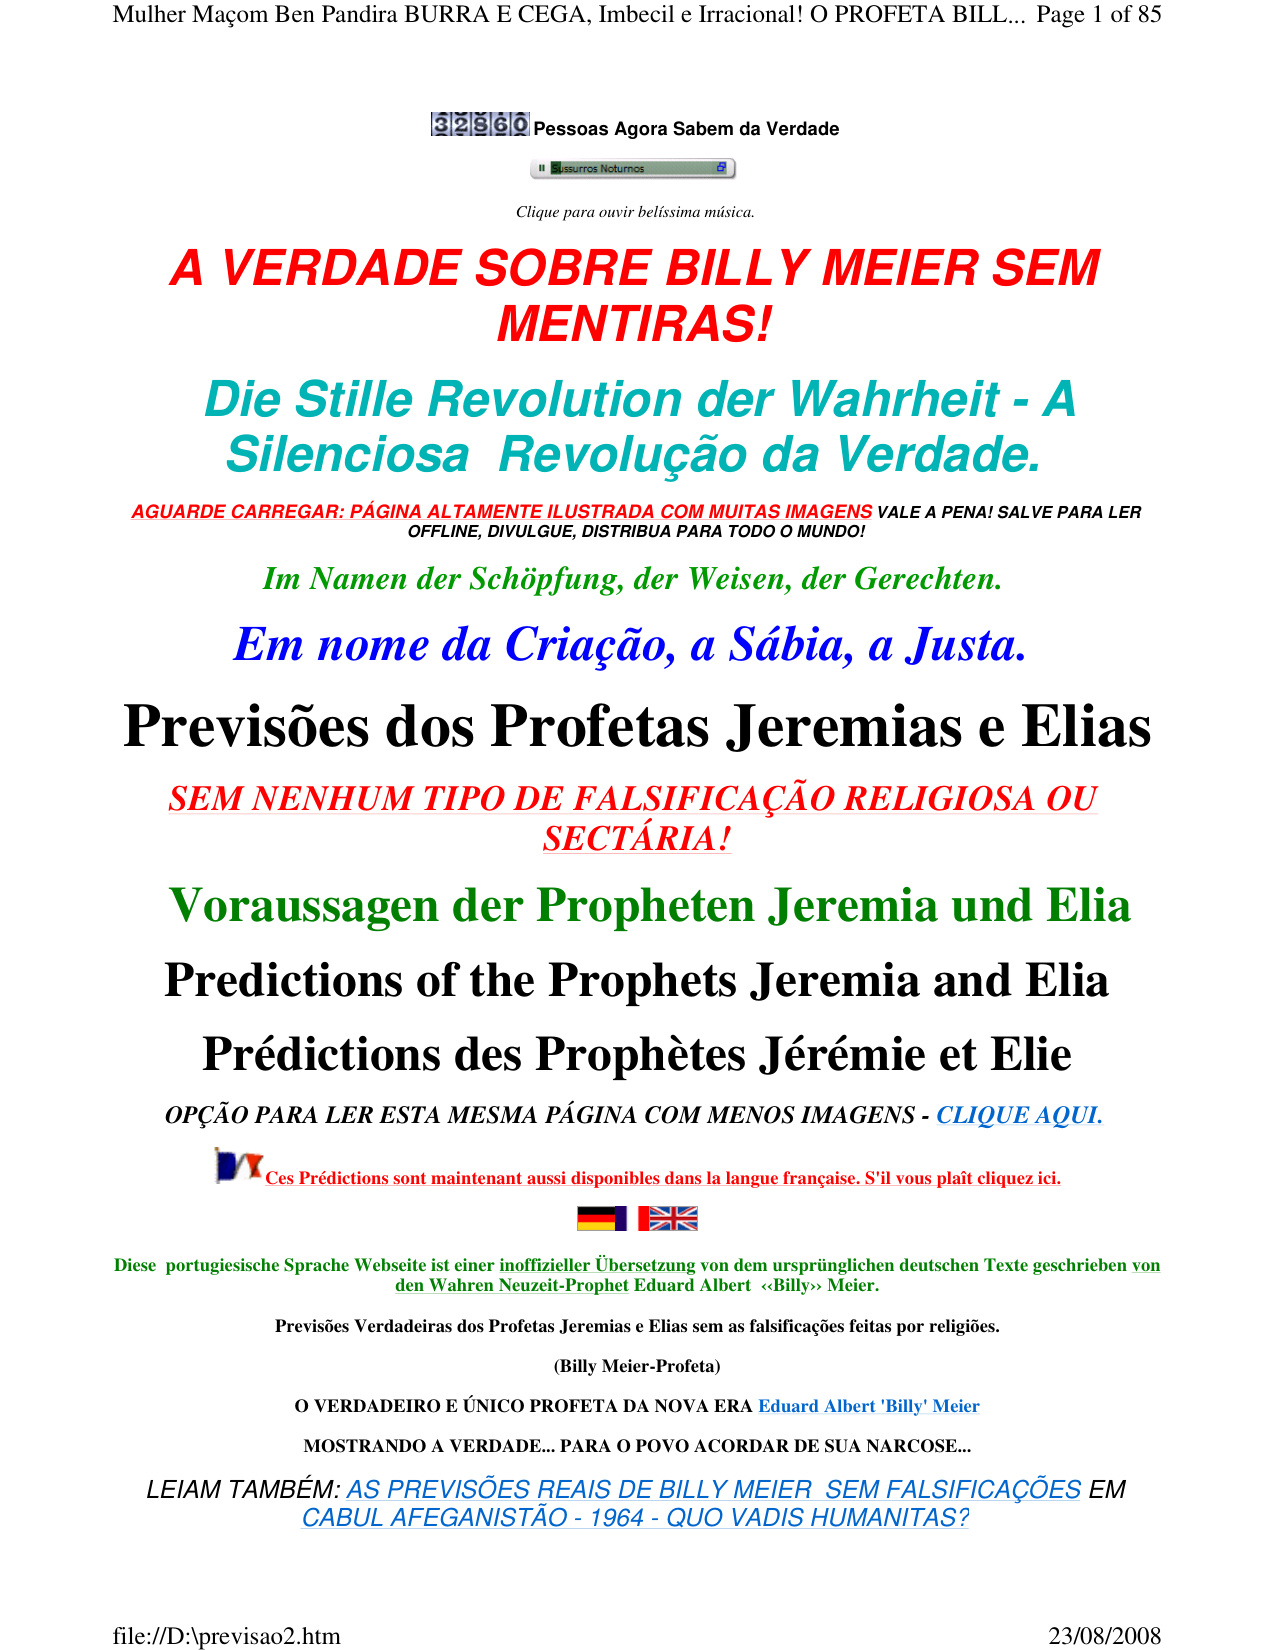 Mulher Maçom Ben Pandira BURRA E CEGA, Imbecil e Irracional! O PROFETA BILL... Page 1 of 85
32860 Pessoas Agora Sabem da Verdade
Sussurros Noturnos
Clique para ouvir belíssima música.
A VERDADE SOBRE BILLY MEIER SEM
MENTIRAS!
Die Stille Revolution der Wahrheit - A
Silenciosa Revolução da Verdade.
AGUARDE CARREGAR: PÁGINA ALTAMENTE ILUSTRADA COM MUITAS IMAGENS VALE A PENA! SALVE PARA LER
OFFLINE, DIVULGUE, DISTRIBUA PARA TODO O MUNDO!
Im Namen der Schöpfung, der Weisen, der Gerechten.
Em nome da Criação, a Sábia, a Justa.
Previsões dos Profetas Jeremias e Elias
SEM NENHUM TIPO DE FALSIFICAÇÃO RELIGIOSA OU
SECTÁRIA!
Voraussagen der Propheten Jeremia und Elia
Predictions of the Prophets Jeremia and Elia
Prédictions des Prophètes Jérémie et Elie
OPÇÃO PARA LER ESTA MESMA PÁGINA COM MENOS IMAGENS - CLIQUE AQUI.
Ces Prédictions sont maintenant aussi disponibles dans la langue française. S'il vous plaît cliquez ici.
Diese portugiesische Sprache Webseite ist einer inoffizieller Übersetzung von dem ursprünglichen deutschen Texte geschrieben von
den Wahren Neuzeit-Prophet Eduard Albert ‹‹Billy›› Meier.
Previsões Verdadeiras dos Profetas Jeremias e Elias sem as falsificações feitas por religiões.
(Billy Meier-Profeta)
O VERDADEIRO E ÚNICO PROFETA DA NOVA ERA Eduard Albert 'Billy' Meier
MOSTRANDO A VERDADE... PARA O POVO ACORDAR DE SUA NARCOSE...
LEIAM TAMBÉM: AS PREVISÕES REAIS DE BILLY MEIER SEM FALSIFICAÇÕES EM
CABUL AFEGANISTÃO - 1964 - QUO VADIS HUMANITAS?
file://D:\previsao2.htm 23/08/2008